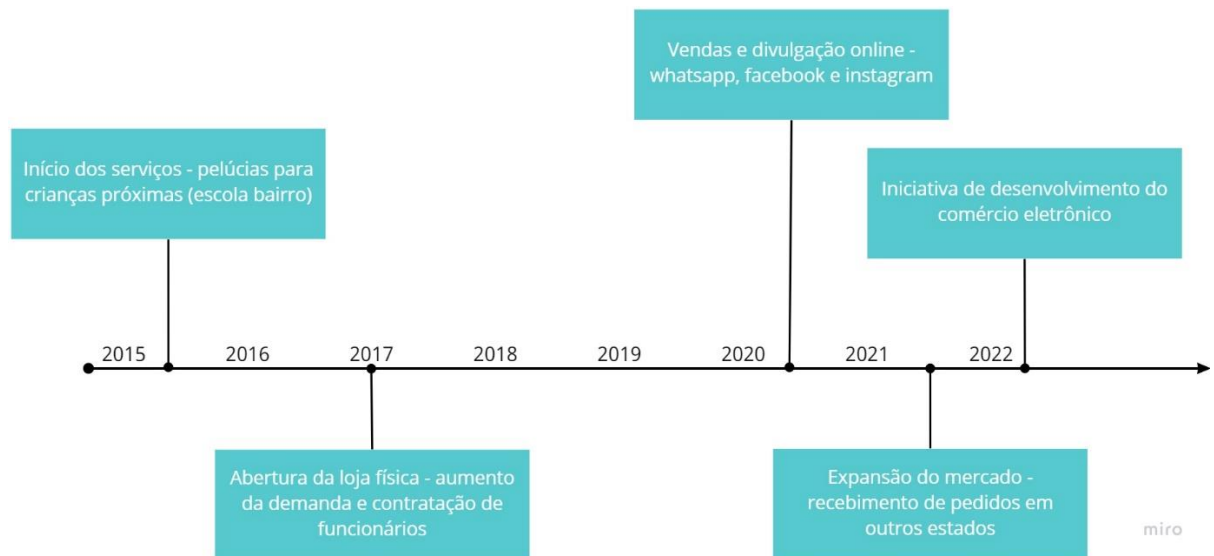 Vendas e divulgação online -
whatsapp, facebook e instagram
Início dos serviços - pelúcias para
crianças próximas (escola bairro)
Iniciativa de desenvolvimento do
comércio eletrônico
2015 2016 2017 2018 2019 2020 2021 2022
Abertura da loja física - aumento
da demanda e contratação de
funcionários
Expansão do mercado -
recebimento de pedidos em
outros estados
miro